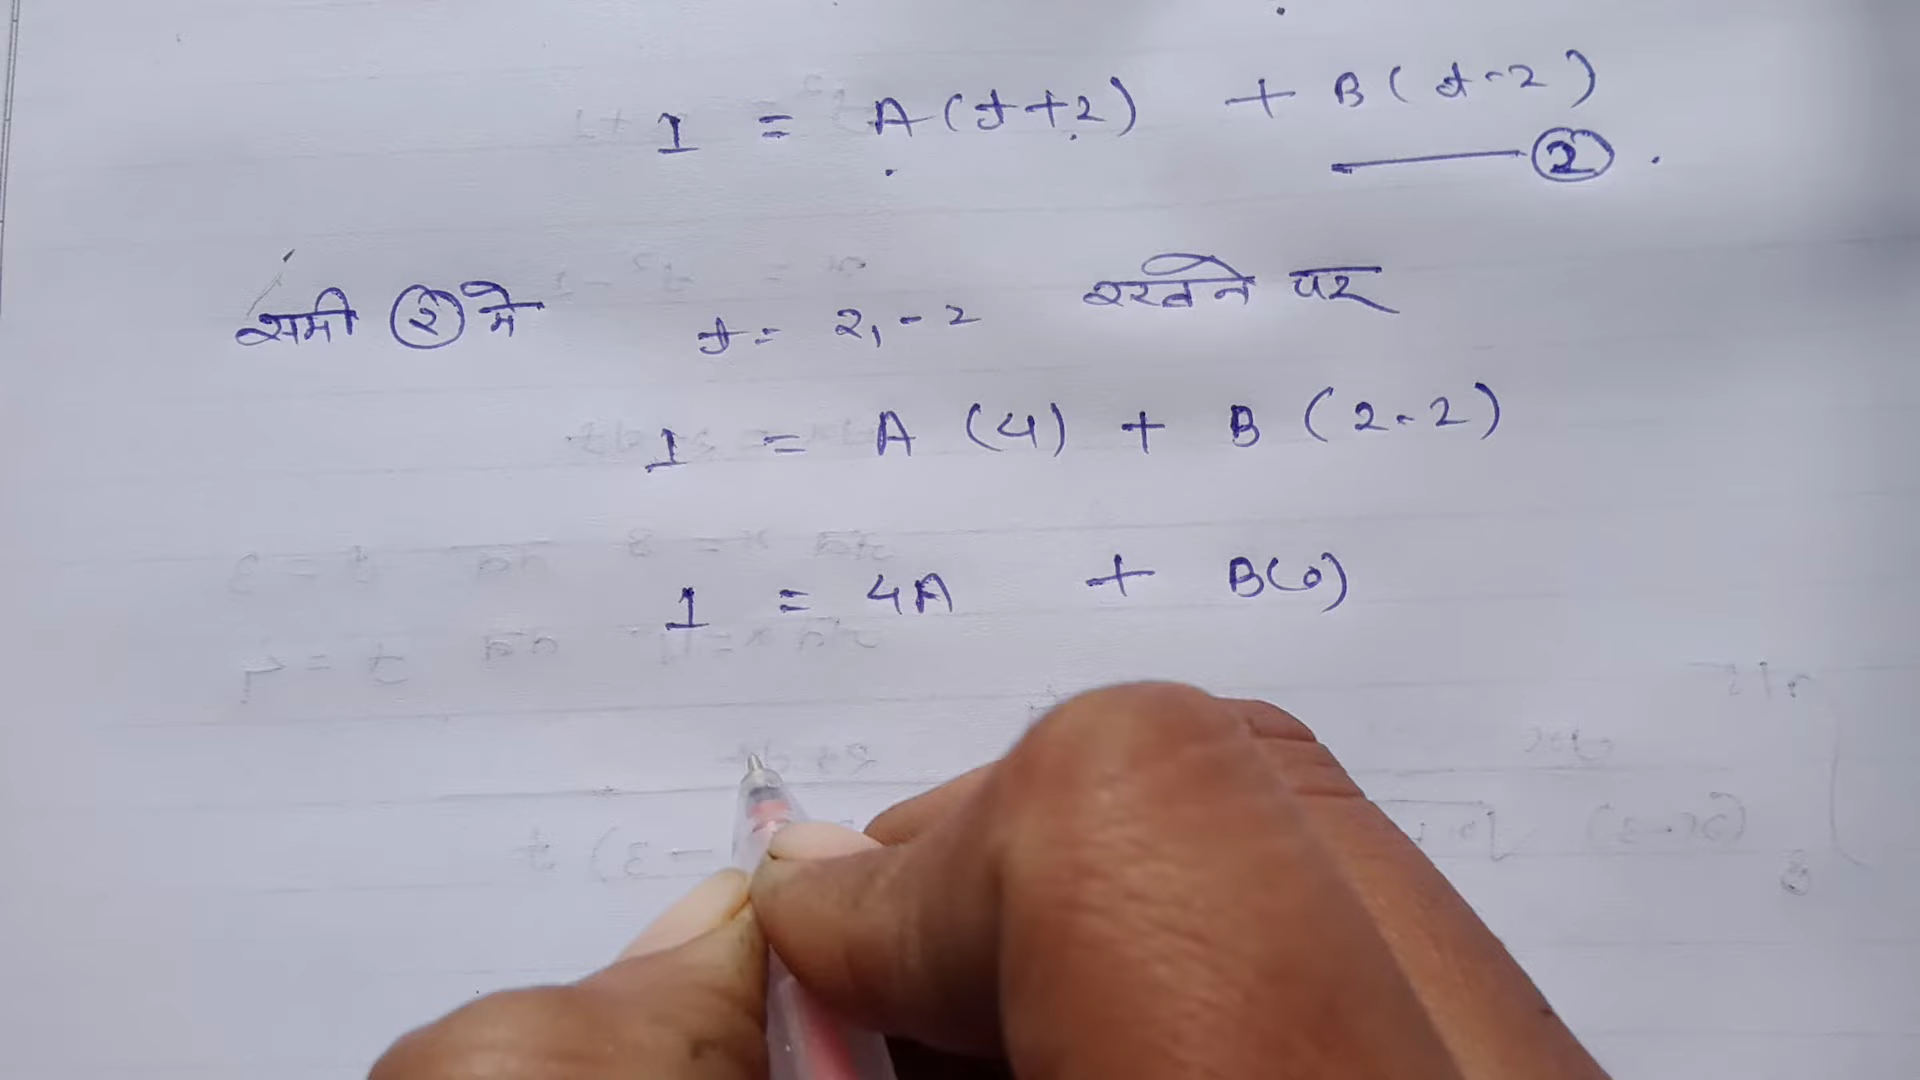 1 = A(t+2) + B(t-2)
②
समी ② मे t = 2, -2 रखने पर
1 = A (4) + B (2-2)
1 = 4A + B(0)